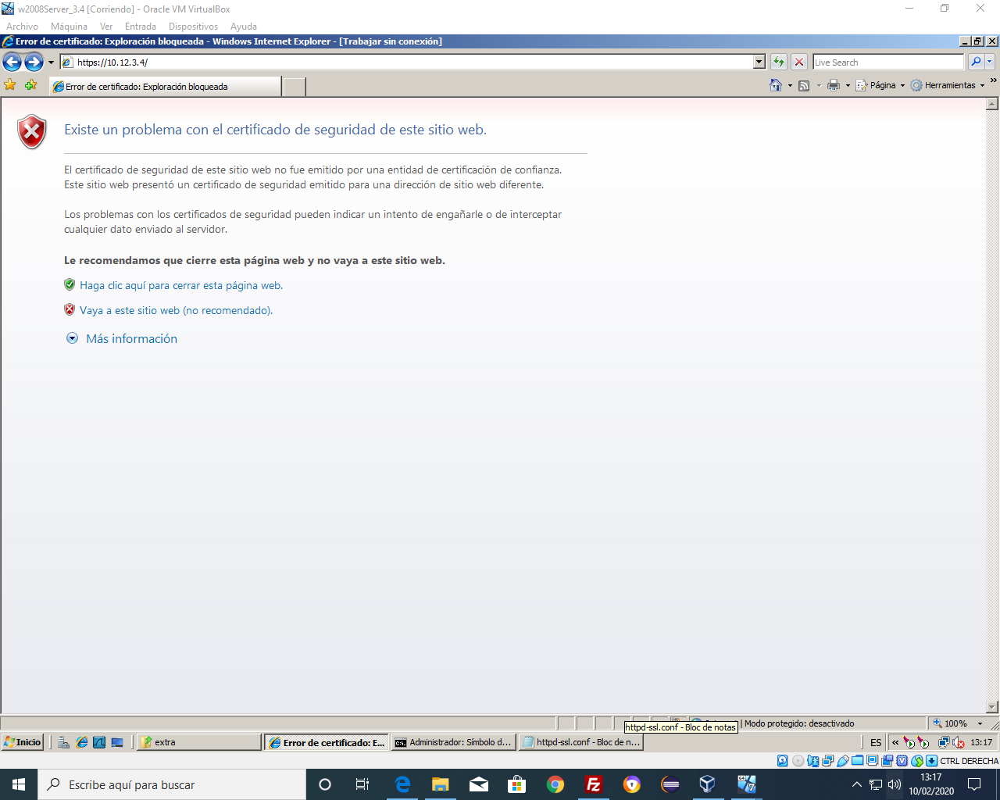 w2008Server_3.4 [Corriendo] - Oracle VM VirtualBox
Archivo Máquina Ver Entrada Dispositivos Ayuda
Error de certificado: Exploración bloqueada - Windows Internet Explorer - [Trabajar sin conexión]
https://10.12.3.4/
Live Search
Error de certificado: Exploración bloqueada
Página
Herramientas
Existe un problema con el certificado de seguridad de este sitio web.
El certificado de seguridad de este sitio web no fue emitido por una entidad de certificación de confianza.
Este sitio web presentó un certificado de seguridad emitido para una dirección de sitio web diferente.
Los problemas con los certificados de seguridad pueden indicar un intento de engañarle o de interceptar
cualquier dato enviado al servidor.
Le recomendamos que cierre esta página web y no vaya a este sitio web.
Haga clic aquí para cerrar esta página web.
Vaya a este sitio web (no recomendado).
Más información
| Modo protegido: desactivado
100%
httpd-ssl.conf - Bloc de notas
Inicio
extra
Error de certificado: E...
Administrador: Símbolo d...
httpd-ssl.conf - Bloc de n...
ES
13:17
CTRL DERECHA
Escribe aquí para buscar
13:17
10/02/2020